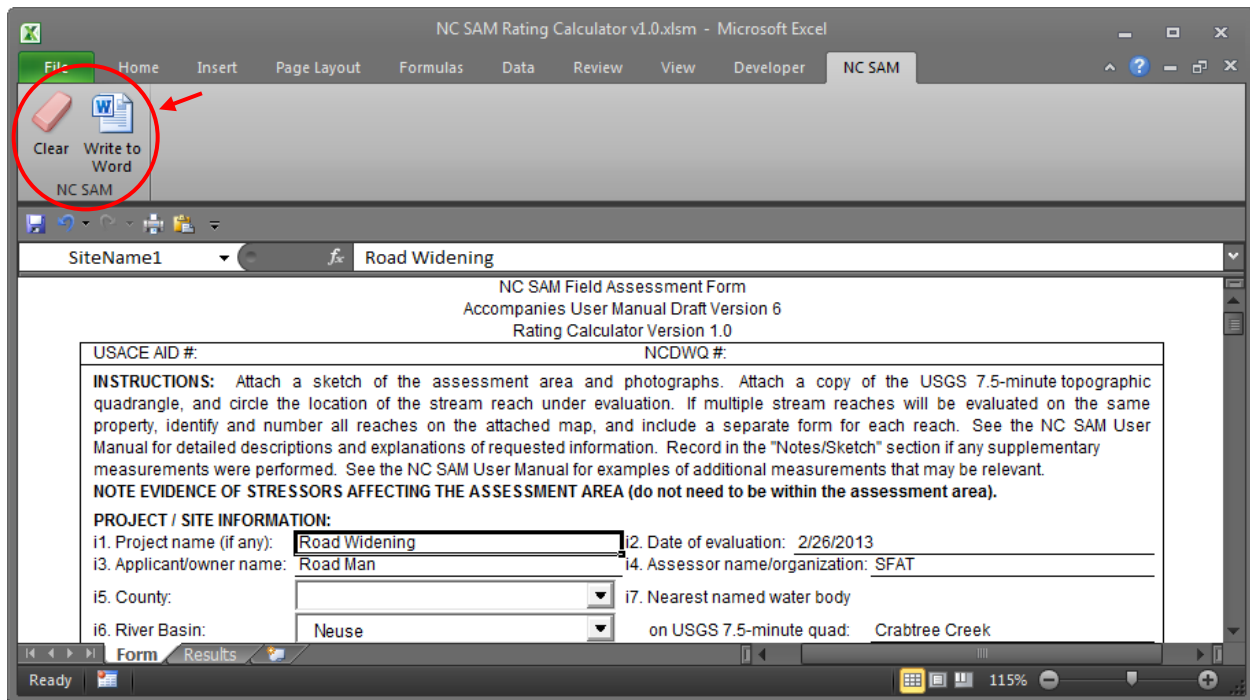 NC SAM Rating Calculator v1.0.xlsm - Microsoft Excel
File Home Insert Page Layout Formulas Data Review View Developer NC SAM
Clear Write to
Word
NC SAM
SiteName1 fx Road Widening
NC SAM Field Assessment Form
Accompanies User Manual Draft Version 6
Rating Calculator Version 1.0
USACE AID #: NCDWQ #:
INSTRUCTIONS: Attach a sketch of the assessment area and photographs. Attach a copy of the USGS 7.5-minute topographic
quadrangle, and circle the location of the stream reach under evaluation. If multiple stream reaches will be evaluated on the same
property, identify and number all reaches on the attached map, and include a separate form for each reach. See the NC SAM User
Manual for detailed descriptions and explanations of requested information. Record in the "Notes/Sketch" section if any supplementary
measurements were performed. See the NC SAM User Manual for examples of additional measurements that may be relevant.
NOTE EVIDENCE OF STRESSORS AFFECTING THE ASSESSMENT AREA (do not need to be within the assessment area).
PROJECT / SITE INFORMATION:
i1. Project name (if any): Road Widening i2. Date of evaluation: 2/26/2013
i3. Applicant/owner name: Road Man i4. Assessor name/organization: SFAT
i5. County: i7. Nearest named water body
i6. River Basin: Neuse on USGS 7.5-minute quad: Crabtree Creek
Form Results
Ready 115%